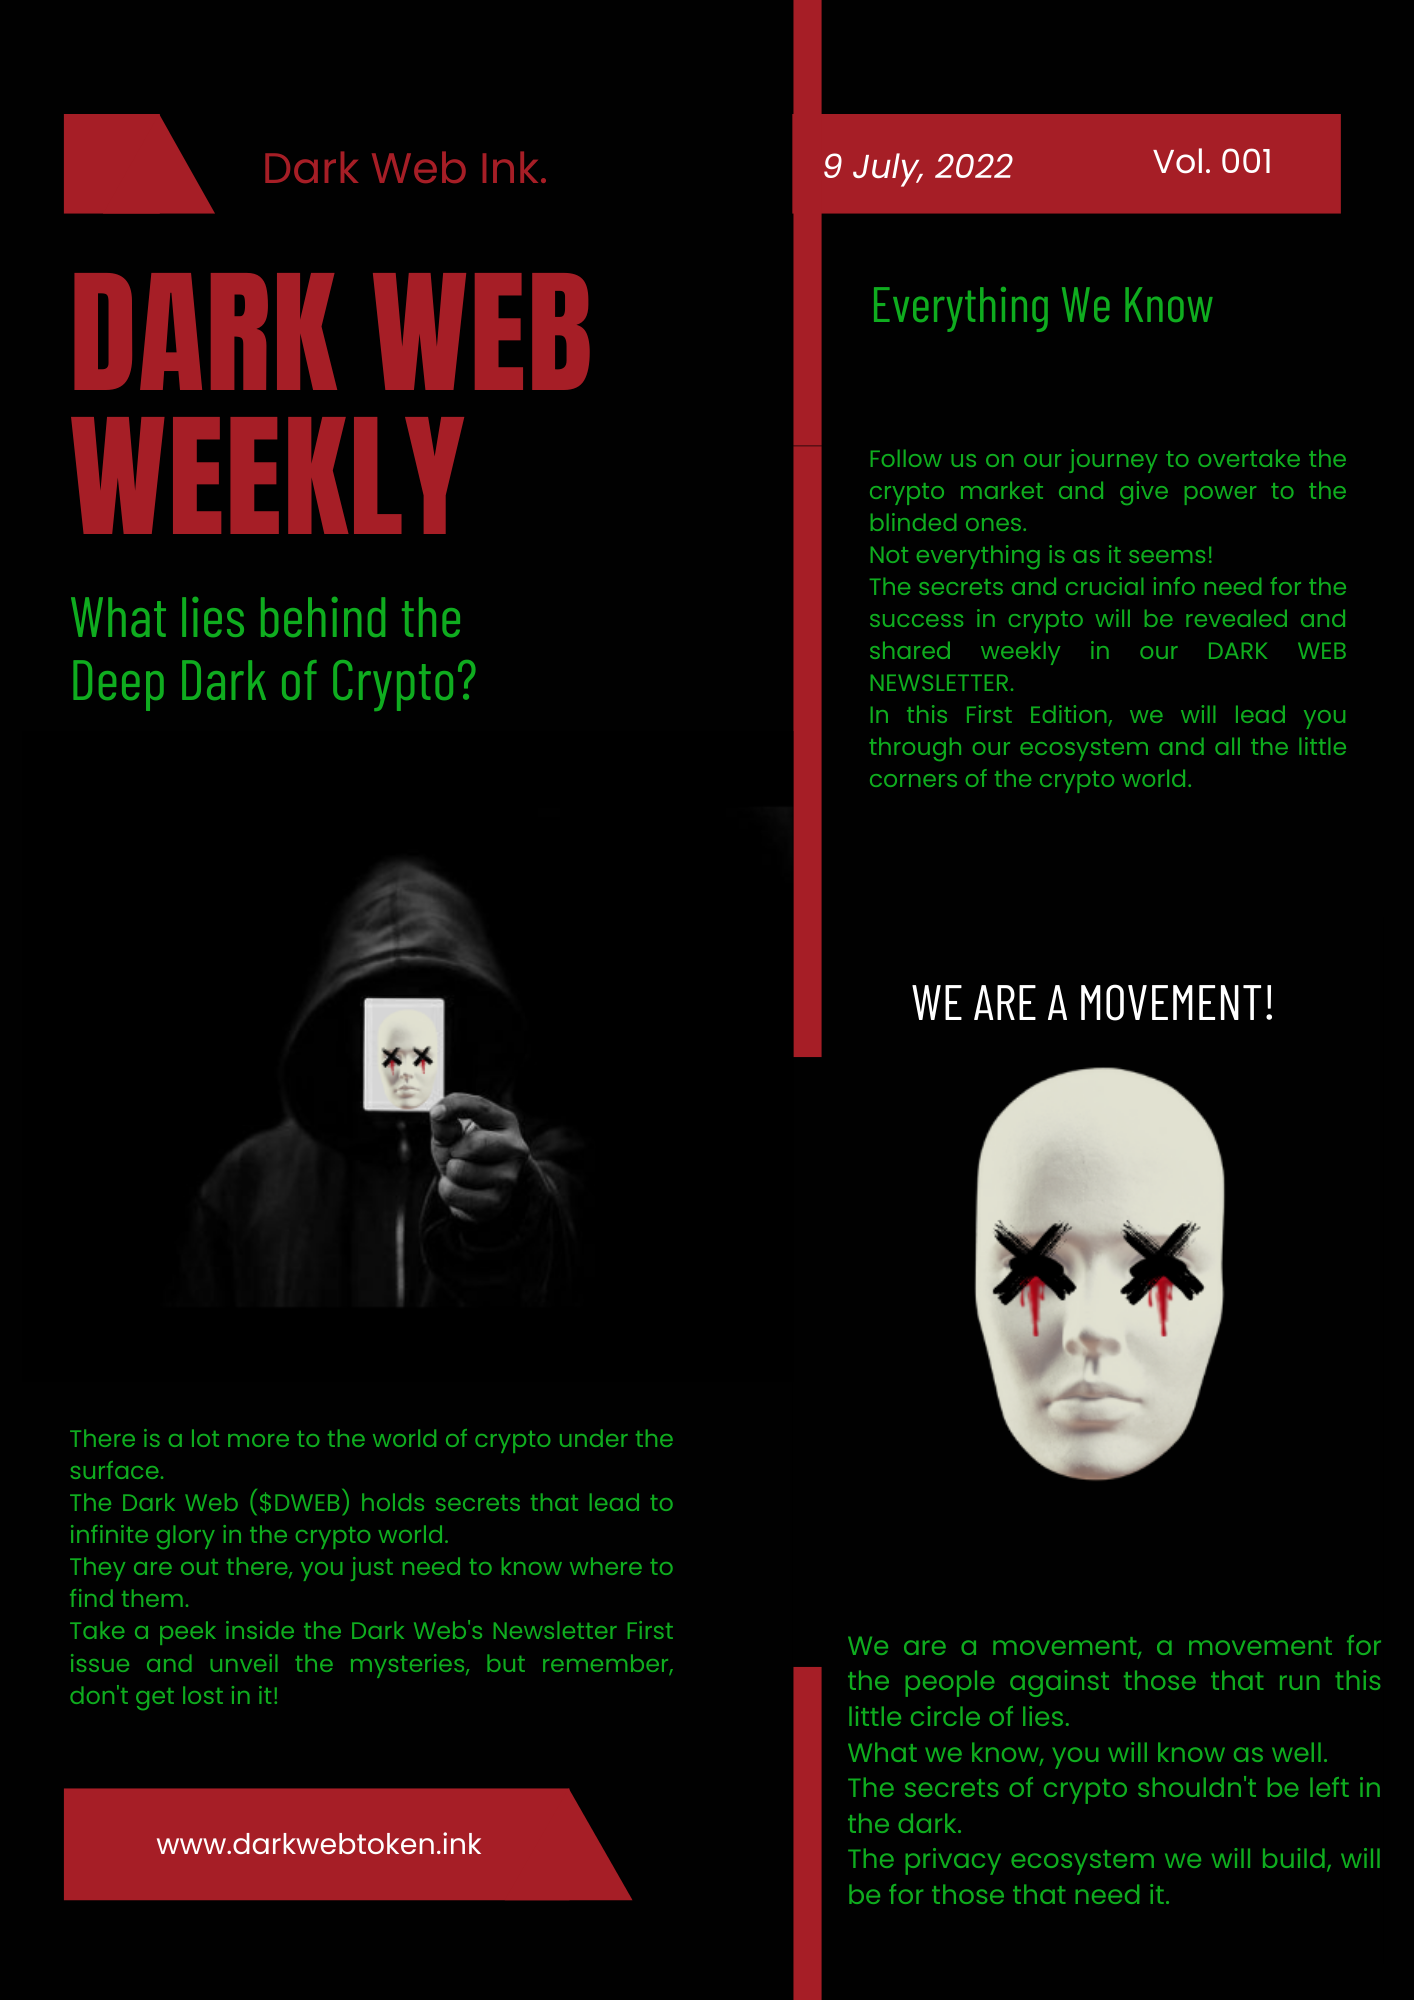 Dark Web Ink.
9 July, 2022
Vol. 001
DARK WEB
WEEKLY
What lies behind the
Deep Dark of Crypto?
There is a lot more to the world of crypto under the
surface.
The Dark Web ($DWEB) holds secrets that lead to
infinite glory in the crypto world.
They are out there, you just need to know where to
find them.
Take a peek inside the Dark Web's Newsletter First
issue and unveil the mysteries, but remember,
don't get lost in it!
www.darkwebtoken.ink
Everything We Know
Follow us on our journey to overtake the
crypto market and give power to the
blinded ones.
Not everything is as it seems!
The secrets and crucial info need for the
success in crypto will be revealed and
shared weekly in our DARK WEB
NEWSLETTER.
In this First Edition, we will lead you
through our ecosystem and all the little
corners of the crypto world.
WE ARE A MOVEMENT!
We are a movement, a movement for
the people against those that run this
little circle of lies.
What we know, you will know as well.
The secrets of crypto shouldn't be left in
the dark.
The privacy ecosystem we will build, will
be for those that need it.